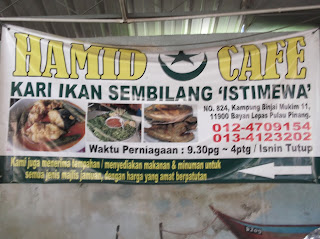 HAMID CAFE
KARI IKAN SEMBILANG 'ISTIMEWA'
NO. 824, Kampung Binjai Mukim 11,
11900 Bayan Lepas Pulau Pinang.
012-4709154
013-4123202
Waktu Perniagaan : 9.30pg ~ 4ptg / Isnin Tutup
Kami juga menerima tempahan / menyediakan makanan & minuman untuk
semua jenis majlis jamuan, dengan harga yang amat berpatutan